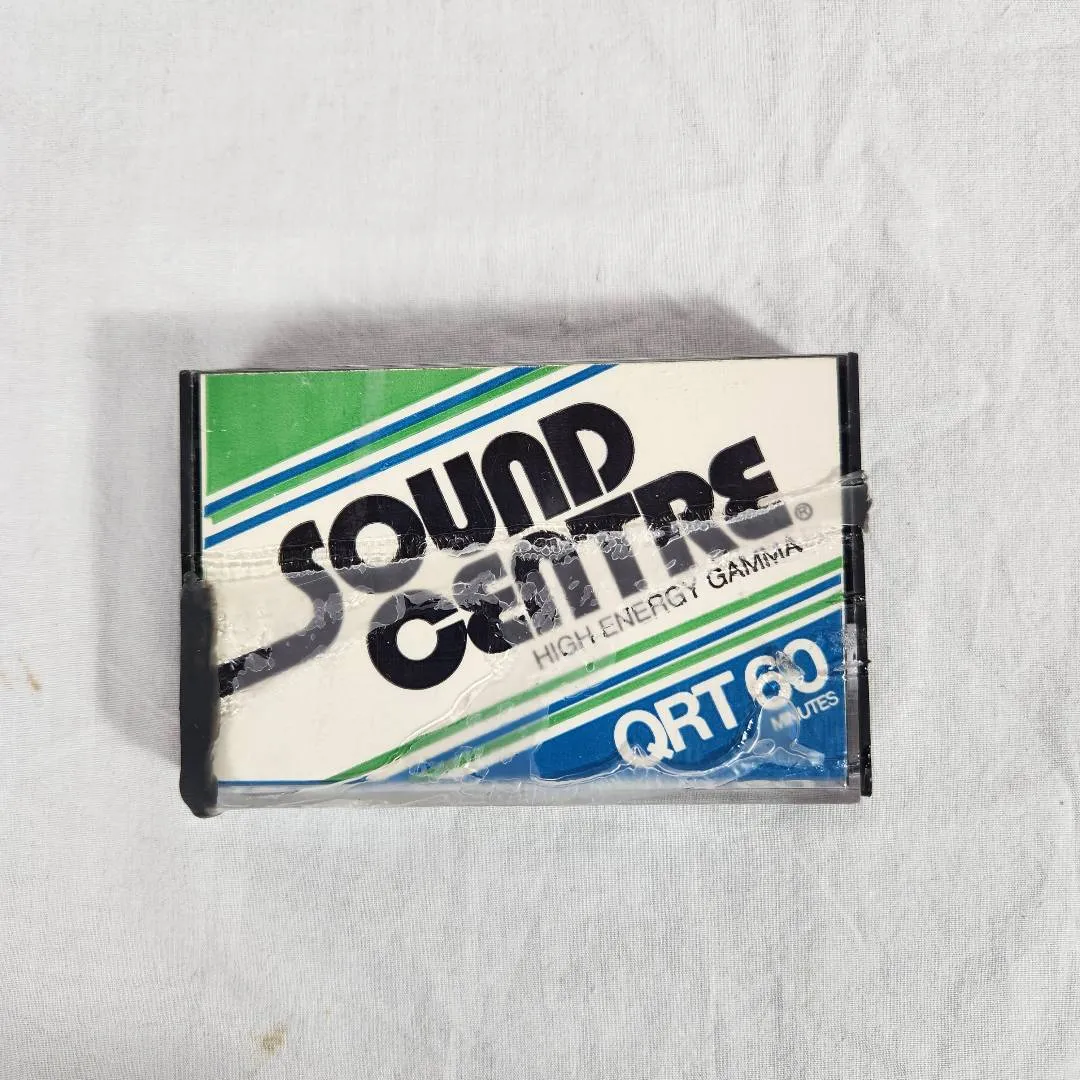 SOUND
CENTRE®
HIGH ENERGY GAMMA
QRT 60
MINUTES